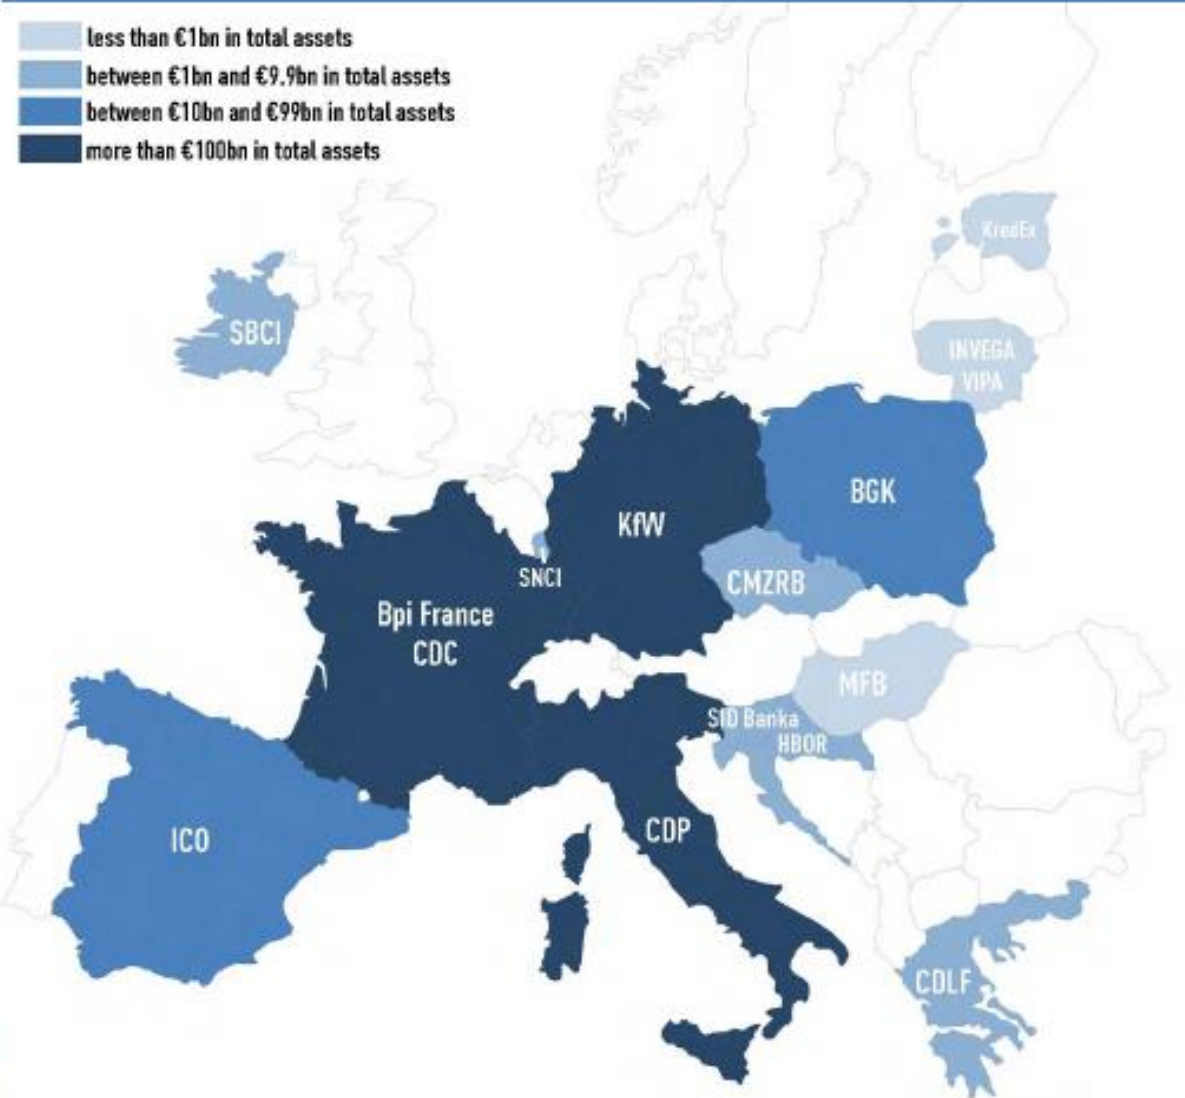 less than €1bn in total assets
between €1bn and €9.9bn in total assets
between €10bn and €99bn in total assets
more than €100bn in total assets
KredEx
SBCI
INVEGA
VIPA
BGK
KfW
SNCI
CMZRB
Bpi France
CDC
MFB
SID Banka
HBOR
CDP
ICO
CDLF